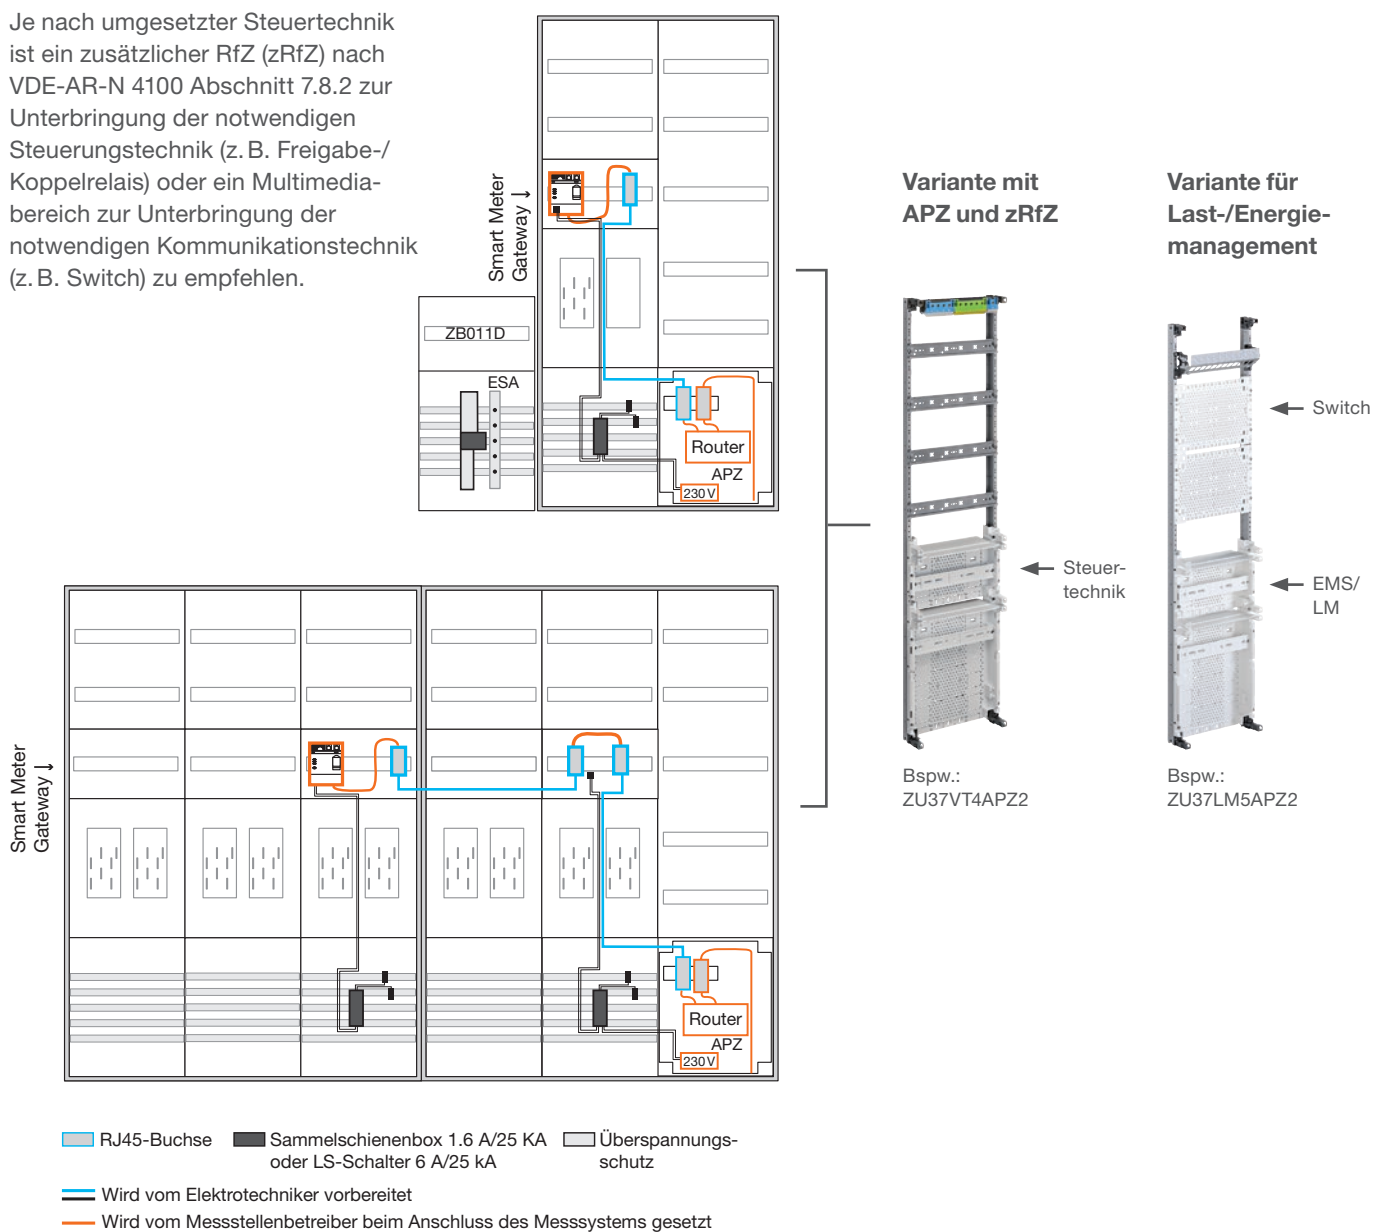 Je nach umgesetzter Steuertechnik
ist ein zusätzlicher RfZ (zRfZ) nach
VDE-AR-N 4100 Abschnitt 7.8.2 zur
Unterbringung der notwendigen
Steuerungstechnik (z. B. Freigabe-/
Koppelrelais) oder ein Multimedia-
bereich zur Unterbringung der
notwendigen Kommunikationstechnik
(z. B. Switch) zu empfehlen.
Smart Meter
Gateway ↓
ZB011D
ESA
Router
APZ
230 V
Variante mit
APZ und zRfZ
Steuer-
technik
Bspw.:
ZU37VT4APZ2
Variante für
Last-/Energie-
management
Switch
EMS/
LM
Bspw.:
ZU37LM5APZ2
Smart Meter
Gateway ↓
Router
APZ
230 V
RJ45-Buchse
Sammelschienenbox 1.6 A/25 KA
oder LS-Schalter 6 A/25 kA
Überspannungs-
schutz
Wird vom Elektrotechniker vorbereitet
Wird vom Messstellenbetreiber beim Anschluss des Messsystems gesetzt